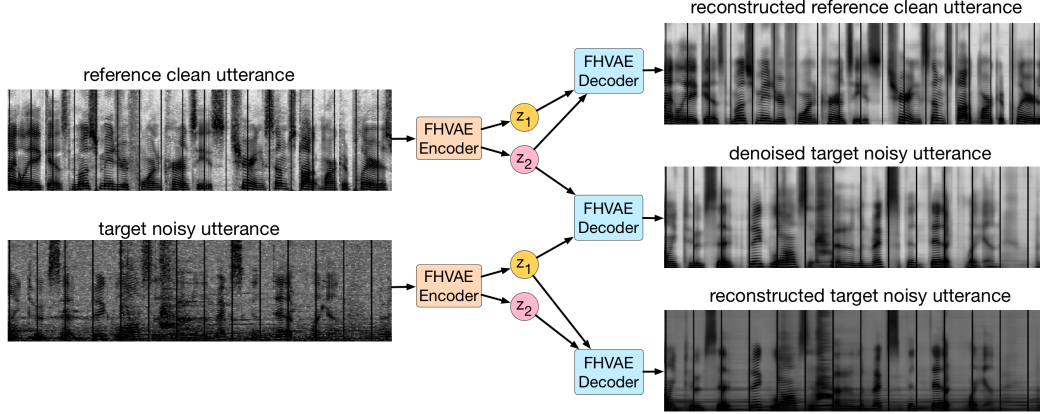 reconstructed reference clean utterance
reference clean utterance
FHVAE
Decoder
z1
FHVAE
Encoder
z2
denoised target noisy utterance
target noisy utterance
FHVAE
Decoder
z1
FHVAE
Encoder
z2
reconstructed target noisy utterance
FHVAE
Decoder